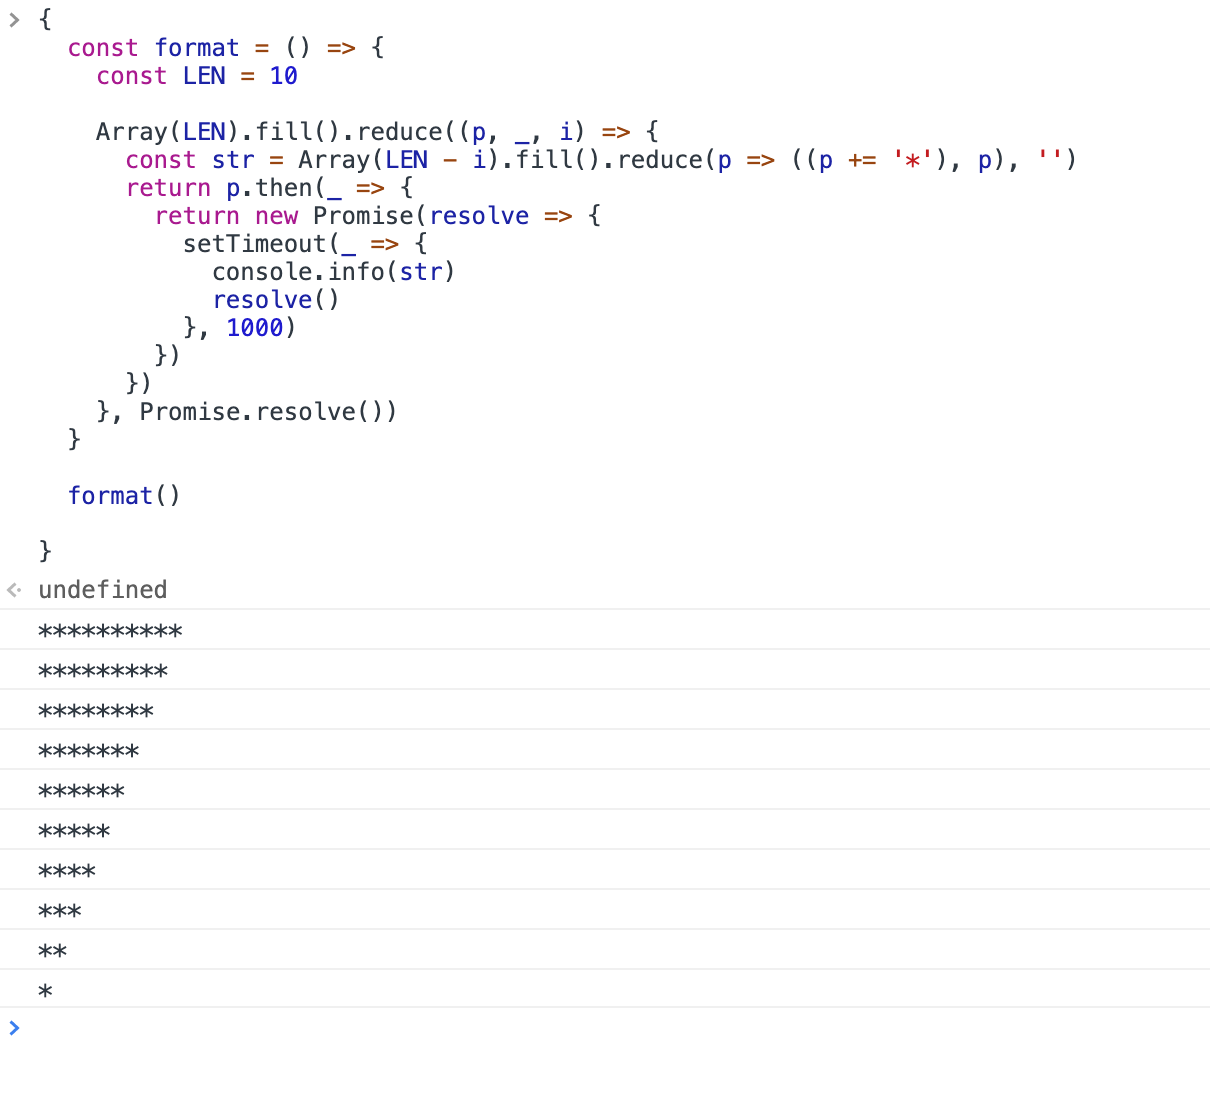 > {
  const format = () => {
    const LEN = 10

    Array(LEN).fill().reduce((p, _, i) => {
      const str = Array(LEN - i).fill().reduce(p => ((p += '*'), p), '')
      return p.then(_ => {
        return new Promise(resolve => {
          setTimeout(_ => {
            console.info(str)
            resolve()
          }, 1000)
        })
      })
    }, Promise.resolve())
  }

  format()

}
undefined
**********
*********
********
*******
******
*****
****
***
**
*
>